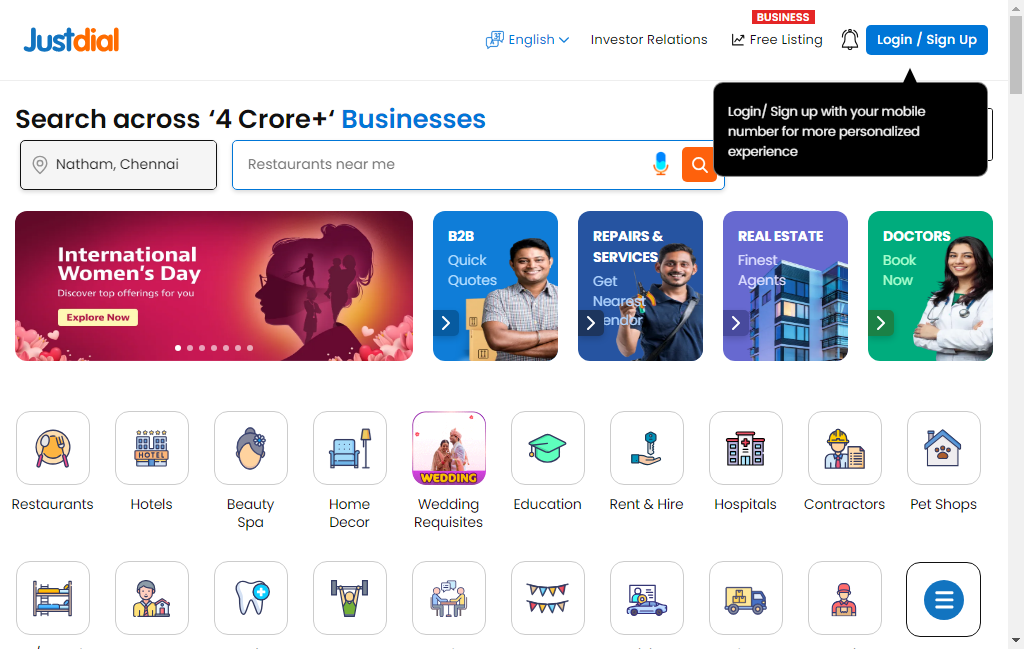 BUSINESS
Justdial
English
Investor Relations
Free Listing
Login / Sign Up
Login/ Sign up with your mobile
number for more personalized
experience
Search across ‘4 Crore+‘ Businesses
Natham, Chennai
Restaurants near me
International
Women's Day
Discover top offerings for you
Explore Now
B2B
Quick
Quotes
REPAIRS &
SERVICES
Get
Nearest
Vendor
REAL ESTATE
Finest
Agents
DOCTORS
Book
Now
HOTEL
WEDDING
Restaurants
Hotels
Beauty
Spa
Home
Decor
Wedding
Requisites
Education
Rent & Hire
Hospitals
Contractors
Pet Shops